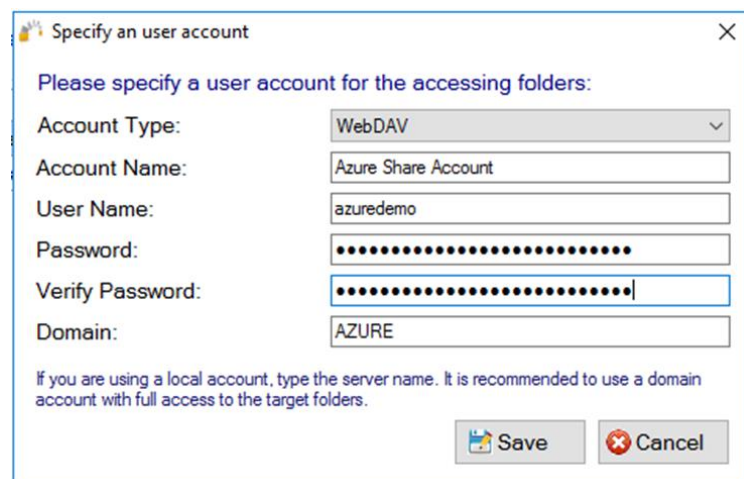 Specify an user account
Please specify a user account for the accessing folders:
Account Type: WebDAV
Account Name: Azure Share Account
User Name: azuredemo
Password: ●●●●●●●●●●●●●●●●●●●●●●●●●●●
Verify Password: ●●●●●●●●●●●●●●●●●●●●●●●●●●●
Domain: AZURE
If you are using a local account, type the server name. It is recommended to use a domain
account with full access to the target folders.
Save Cancel